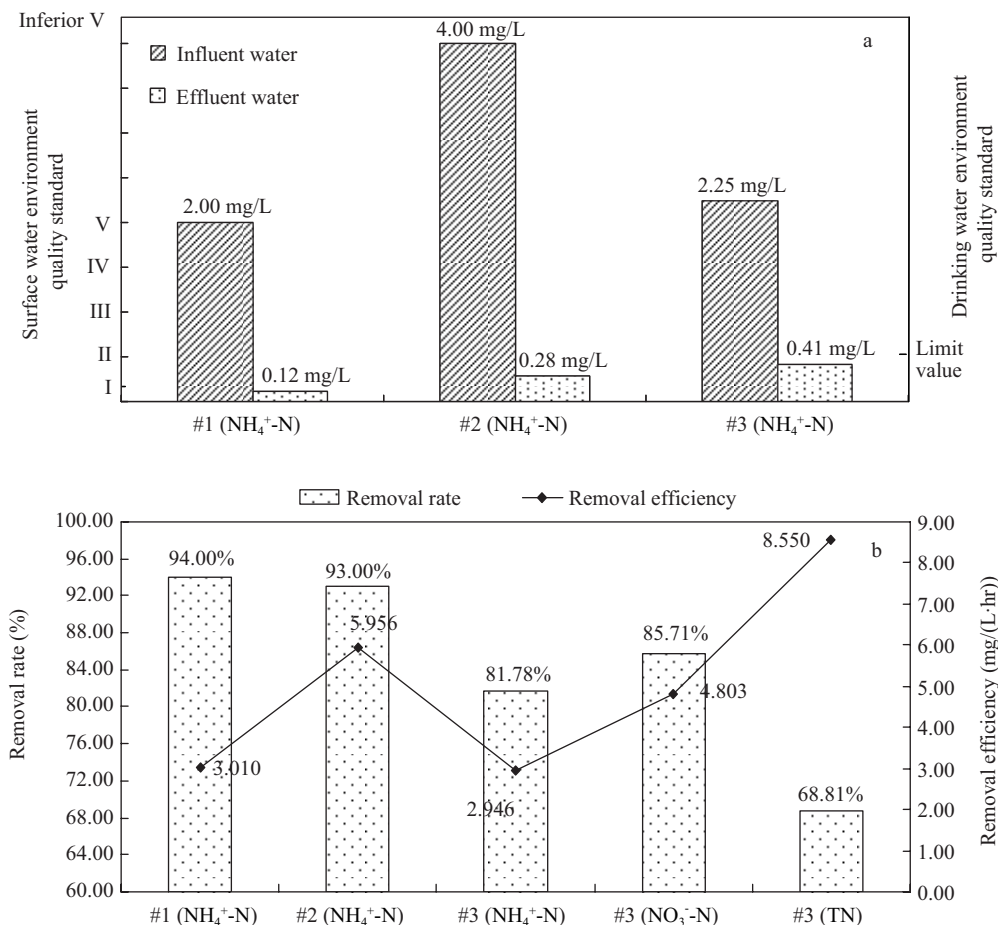 Inferior V
4.00 mg/L
a
Influent water
Effluent water
Surface water environment
quality standard
Drinking water environment
quality standard
2.25 mg/L
2.00 mg/L
V
IV
III
II
I
0.12 mg/L
0.28 mg/L
0.41 mg/L
Limit
value
#1 (NH₄⁺-N)
#2 (NH₄⁺-N)
#3 (NH₄⁺-N)
Removal rate
Removal efficiency
b
Removal rate (%)
100.00
96.00
92.00
88.00
84.00
80.00
76.00
72.00
68.00
64.00
60.00
94.00%
93.00%
81.78%
85.71%
68.81%
3.010
5.956
2.946
4.803
8.550
9.00
8.00
7.00
6.00
5.00
4.00
3.00
2.00
1.00
0.00
Removal efficiency (mg/(L·hr))
#1 (NH₄⁺-N)
#2 (NH₄⁺-N)
#3 (NH₄⁺-N)
#3 (NO₃⁻-N)
#3 (TN)